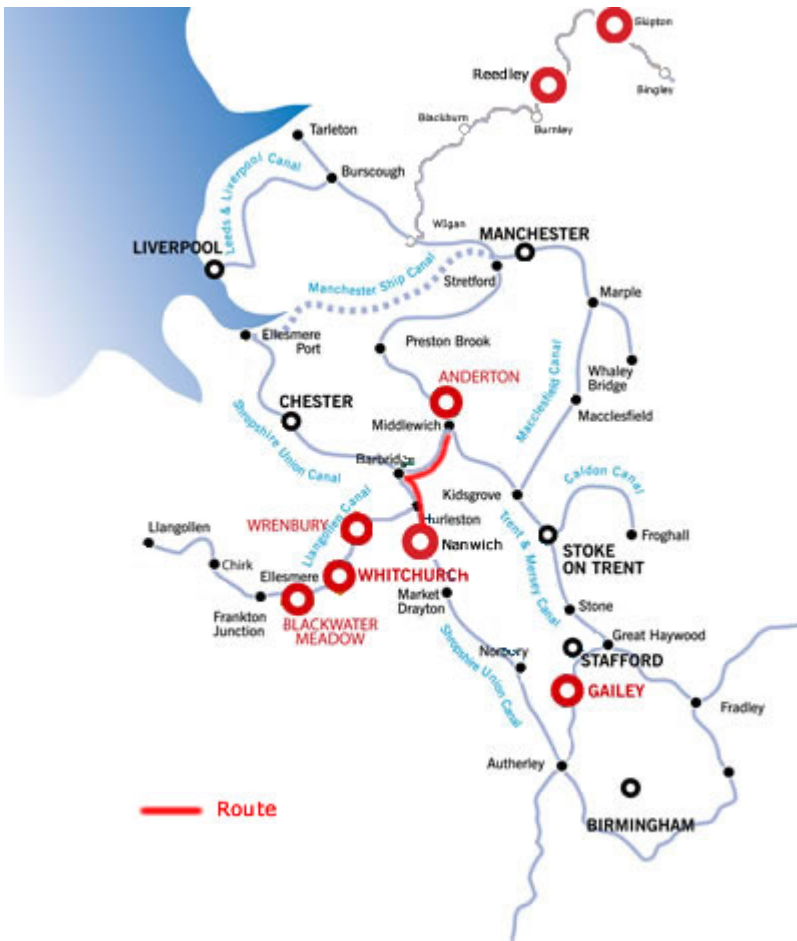 Skipton
Reedley
Bingley
Blackburn
Burnley
Tarleton
Leeds & Liverpool Canal
Burscough
Wigan
MANCHESTER
LIVERPOOL
Manchester Ship Canal
Stretford
Marple
Ellesmere
Port
Preston Brook
Whaley
Bridge
ANDERTON
Macclesfield Canal
CHESTER
Macclesfield
Middlewich
Shropshire Union Canal
Barbridge
Kidsgrove
Caldon Canal
Llangollen Canal
Hurleston
Llangollen
WRENBURY
Nanwich
Trent & Mersey Canal
STOKE
ON TRENT
Froghall
Chirk
Ellesmere
WHITCHURCH
Market
Drayton
Frankton
Junction
BLACKWATER
MEADOW
Stone
Great Haywood
Shropshire Union Canal
Norbury
STAFFORD
GAILEY
Fradley
Autherley
Route
BIRMINGHAM